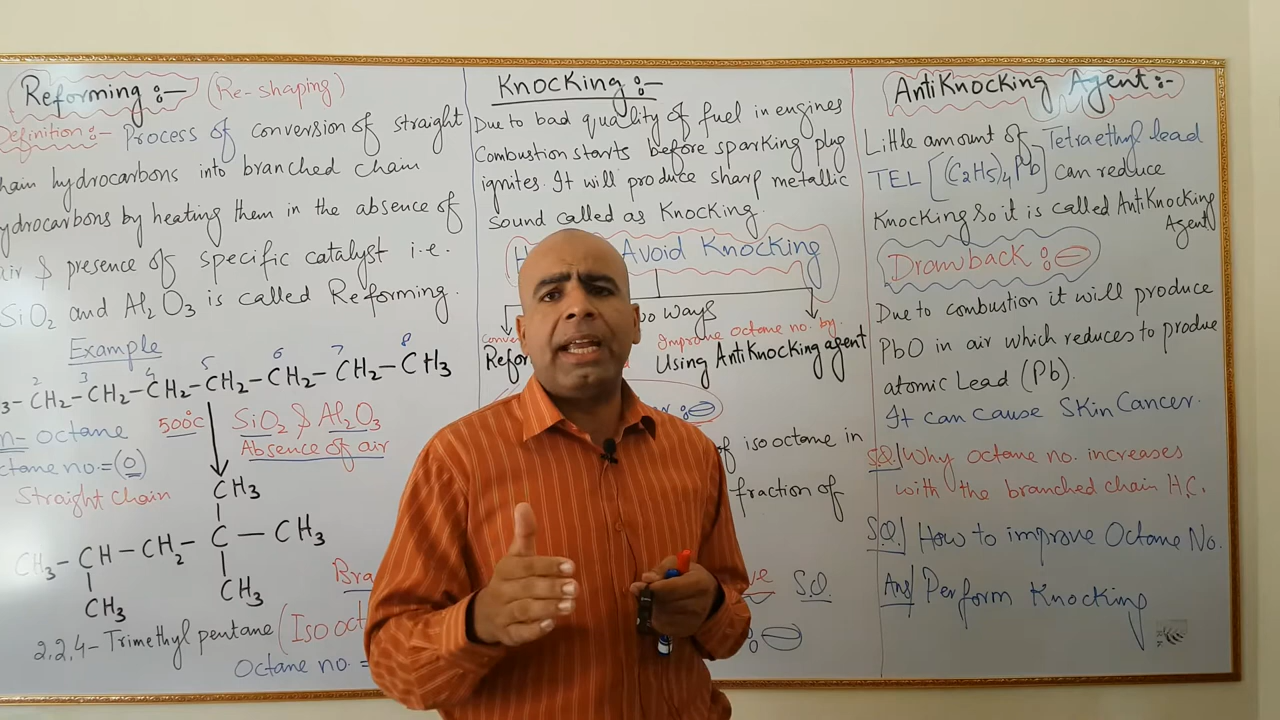 Reforming :- (Re-shaping)
Definition :- Process of conversion of straight
chain hydrocarbons into branched chain
hydrocarbons by heating them in the absence of
air & presence of specific catalyst i.e.
SiO2 and Al2O3 is called Reforming.
Example
2 3 4 5 6 7 8
3-CH2-CH2-CH2-CH2-CH2-CH2-CH3
n-octane
octane no.=(0)
Straight chain
500°C
SiO2 & Al2O3
Absence of air
CH3
CH3-CH-CH2-C-CH3
CH3 CH3
Bra
2,2,4-Trimethyl pentane (Iso oct
Octane no. =
Knocking :-
Due to bad quality of fuel in engines
Combustion starts before sparking plug
ignites. It will produce sharp metallic
sound called as Knocking.
H Avoid Knocking
wo ways
Conver
Refor
Improve octane no. by
Using AntiKnocking agent
of iso octane in
fraction of
ve S.Q.
AntiKnocking Agent :-
Little amount of Tetraethyl lead
TEL [(C2H5)4Pb] can reduce
Knocking So it is called AntiKnocking
Agent
Drawback :-
Due to combustion it will produce
PbO in air which reduces to produce
atomic Lead (Pb).
It can cause Skin Cancer.
S.Q. Why octane no. increases
with the branched chain H.C.
S.Q. How to improve Octane No.
Ans Perform Knocking